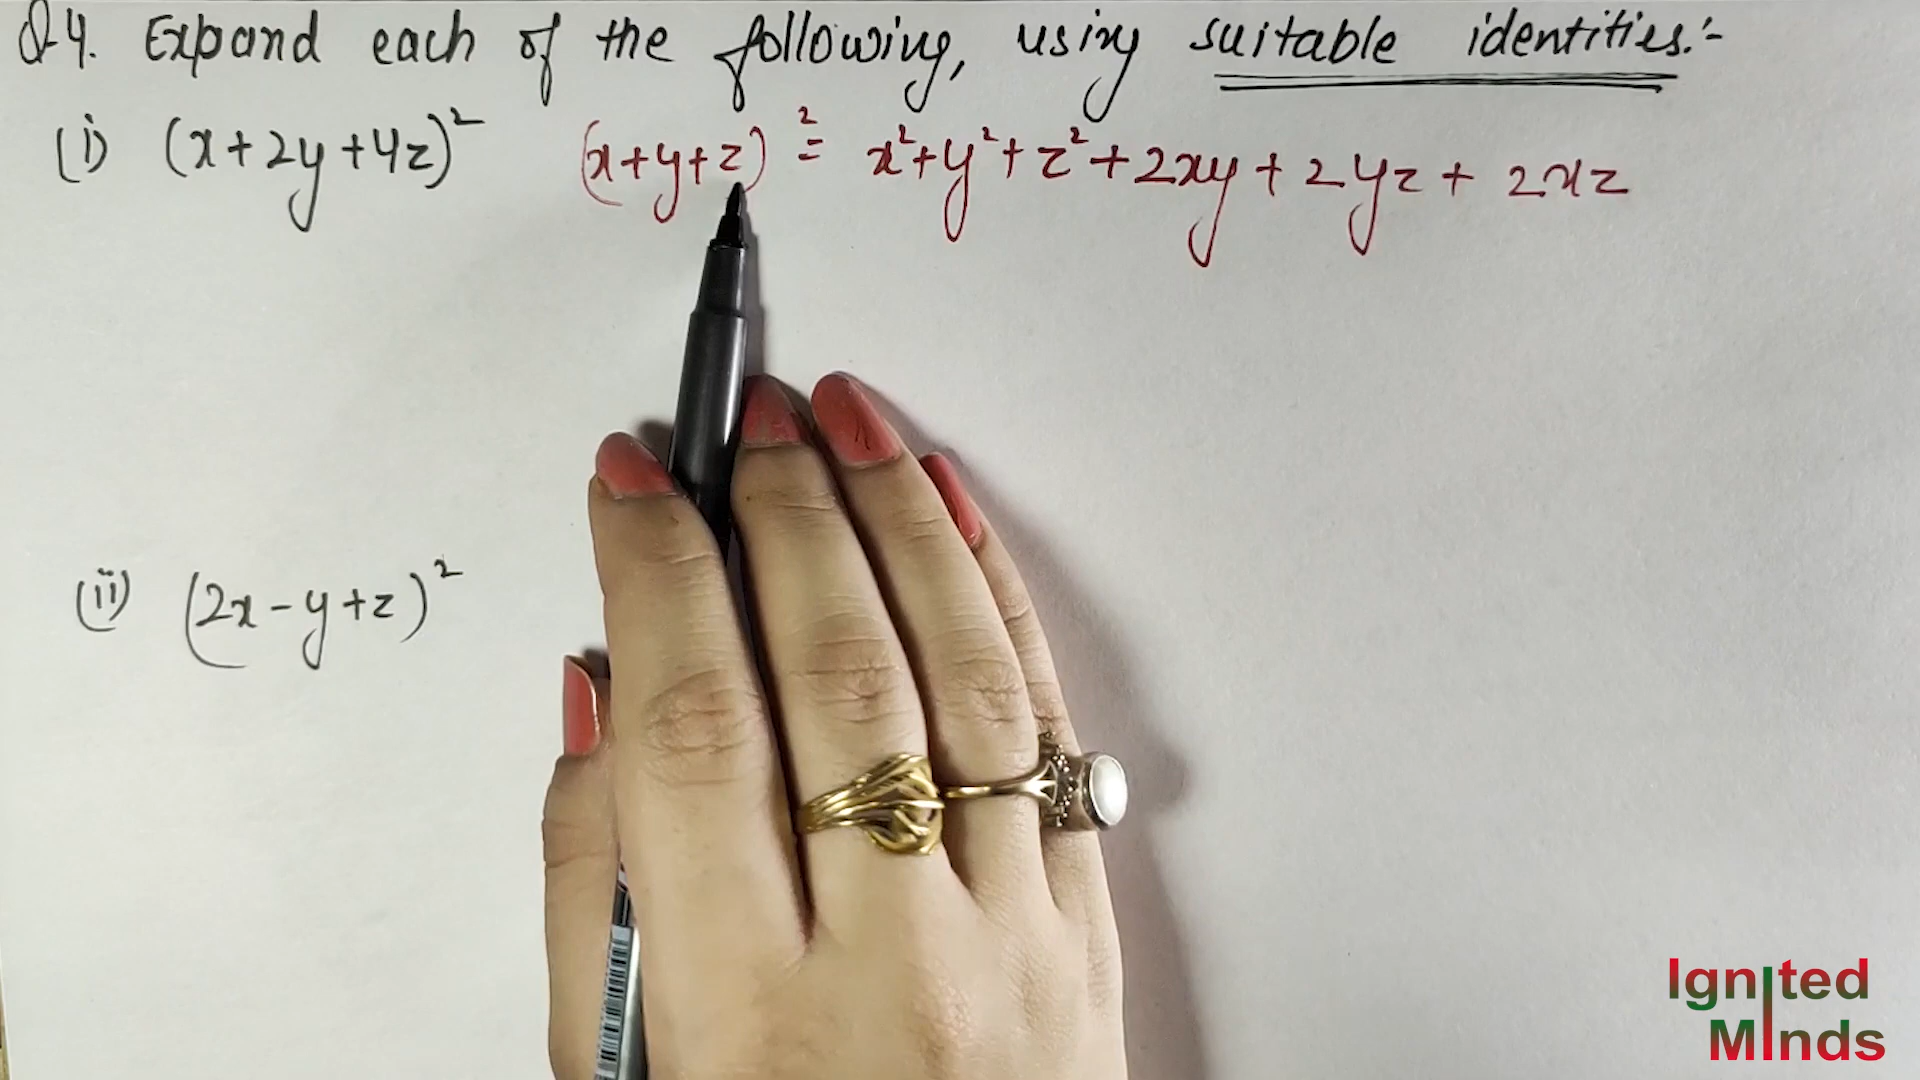 Q4. Expand each of the following, using suitable identities:-
(i) (x+2y+4z)² (x+y+z)² = x²+y²+z²+2xy+2yz+2xz
(ii) (2x-y+z)²
Ignited
Minds